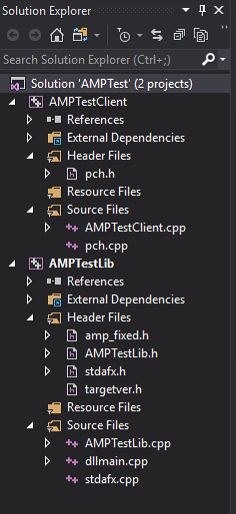 Solution Explorer
Search Solution Explorer (Ctrl+;)
Solution 'AMPTest' (2 projects)
AMPTestClient
References
External Dependencies
Header Files
pch.h
Resource Files
Source Files
AMPTestClient.cpp
pch.cpp
AMPTestLib
References
External Dependencies
Header Files
amp_fixed.h
AMPTestLib.h
stdafx.h
targetver.h
Resource Files
Source Files
AMPTestLib.cpp
dllmain.cpp
stdafx.cpp